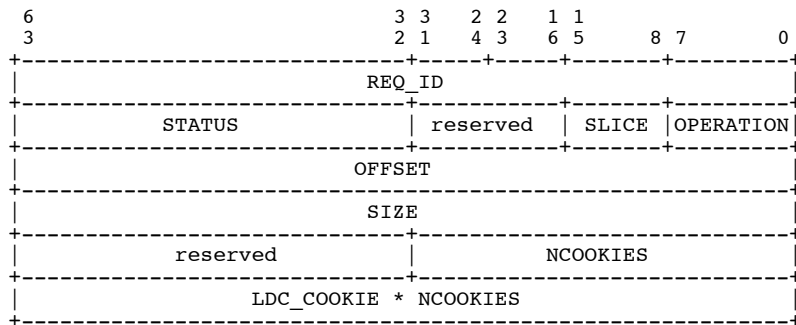 6 3 3 2 2 1 1
3 2 1 4 3 6 5 8 7 0
REQ_ID
STATUS | reserved | SLICE |OPERATION|
OFFSET
SIZE
reserved | NCOOKIES
LDC_COOKIE * NCOOKIES